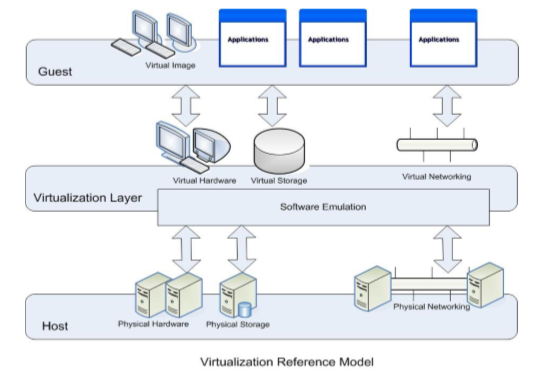 Applications
Applications
Applications
Virtual Image
Guest
Virtual Hardware
Virtual Storage
Virtual Networking
Virtualization Layer
Software Emulation
Physical Networking
Host
Physical Hardware
Physical Storage
Virtualization Reference Model